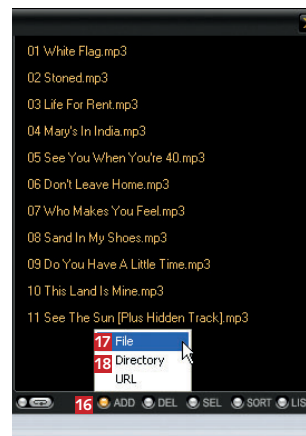 01 White Flag.mp3
02 Stoned.mp3
03 Life For Rent.mp3
04 Mary's In India.mp3
05 See You When You're 40.mp3
06 Don't Leave Home.mp3
07 Who Makes You Feel.mp3
08 Sand In My Shoes.mp3
09 Do You Have A Little Time.mp3
10 This Land Is Mine.mp3
11 See The Sun [Plus Hidden Track].mp3
17 File
18 Directory
URL
16 ADD DEL SEL SORT LIS